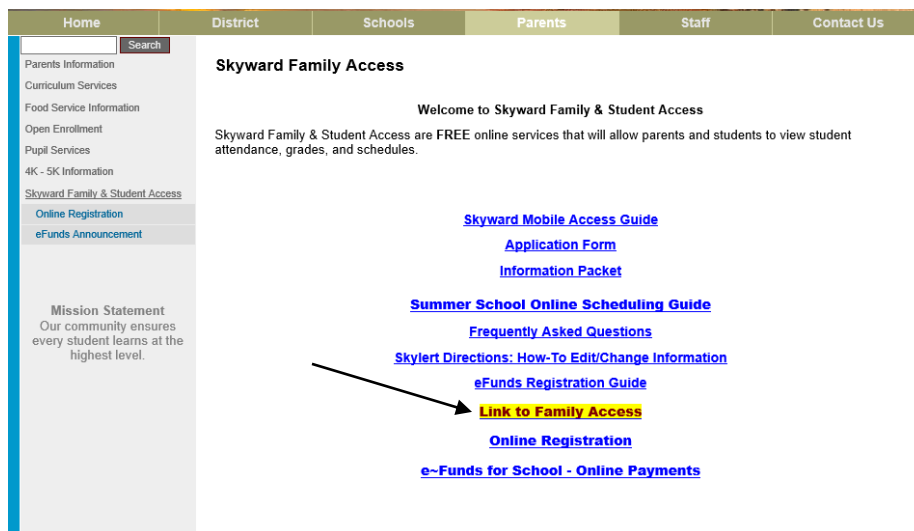 Home District Schools Parents Staff Contact Us
Search
Parents Information
Curriculum Services
Food Service Information
Open Enrollment
Pupil Services
4K - 5K Information
Skyward Family & Student Access
Online Registration
eFunds Announcement
Mission Statement
Our community ensures
every student learns at the
highest level.
Skyward Family Access
Welcome to Skyward Family & Student Access
Skyward Family & Student Access are FREE online services that will allow parents and students to view student
attendance, grades, and schedules.
Skyward Mobile Access Guide
Application Form
Information Packet
Summer School Online Scheduling Guide
Frequently Asked Questions
Skylert Directions: How-To Edit/Change Information
eFunds Registration Guide
Link to Family Access
Online Registration
e~Funds for School - Online Payments